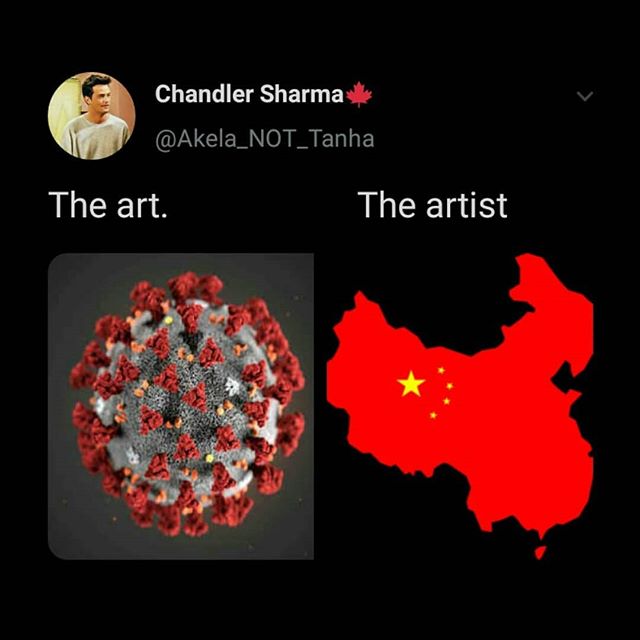 Chandler Sharma🍁
@Akela_NOT_Tanha
The art. The artist